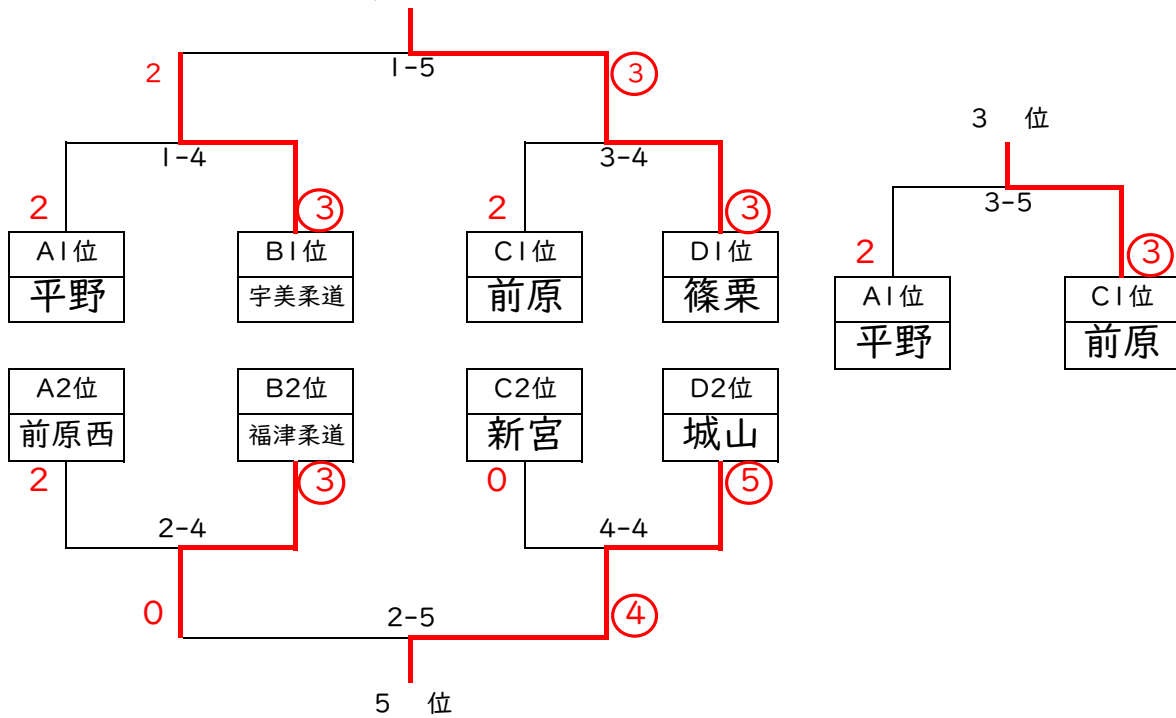 1-5
2 ③
3 位
1-4 3-4
3-5
2 ③ 2 ③
2 ③
A1位 B1位 C1位 D1位
平野 宇美柔道 前原 篠栗
A1位 C1位
平野 前原
A2位 B2位 C2位 D2位
前原西 福津柔道 新宮 城山
2 ③ 0 ⑤
2-4 4-4
0 ④
2-5
5 位